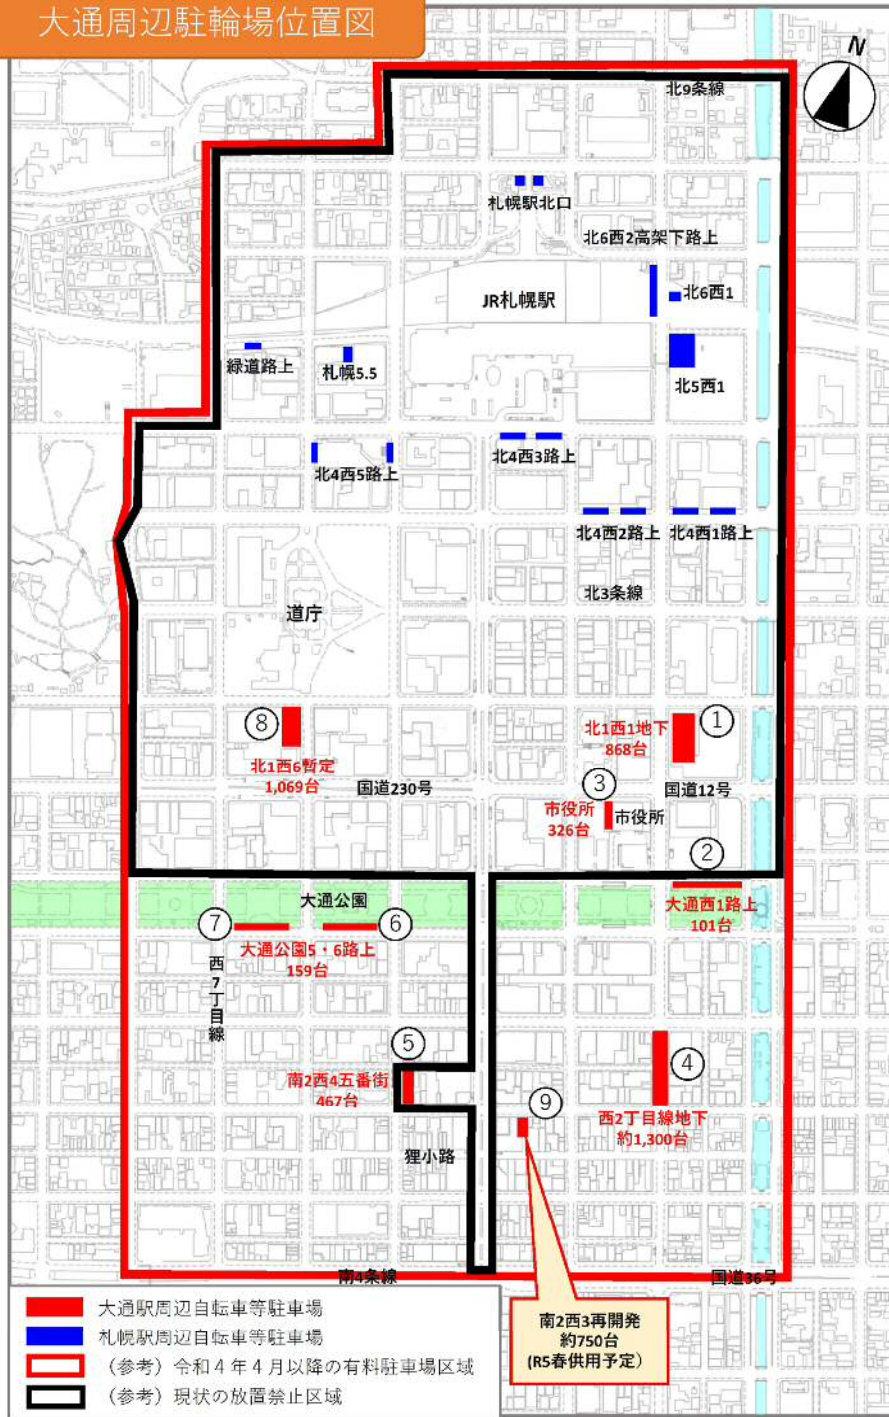 大通周辺駐輪場位置図
N
北9条線
札幌駅北口
北6西2高架下路上
北6西1
JR札幌駅
緑道路上
札幌5.5
北5西1
北4西5路上
北4西3路上
北4西2路上
北4西1路上
北3条線
道庁
⑧
北1西6暫定
1,069台
北1西1地下
868台
①
国道230号
③
国道12号
市役所
326台
市役所
②
大通公園
大通西1路上
101台
⑦
⑥
大通公園5・6路上
159台
西7丁目線
⑤
南2西4五番街
467台
④
西2丁目線地下
約1,300台
⑨
狸小路
南4条線
国道36号
南2西3再開発
約750台
(R5春供用予定)
大通駅周辺自転車等駐車場
札幌駅周辺自転車等駐車場
(参考)令和4年4月以降の有料駐車場区域
(参考)現状の放置禁止区域